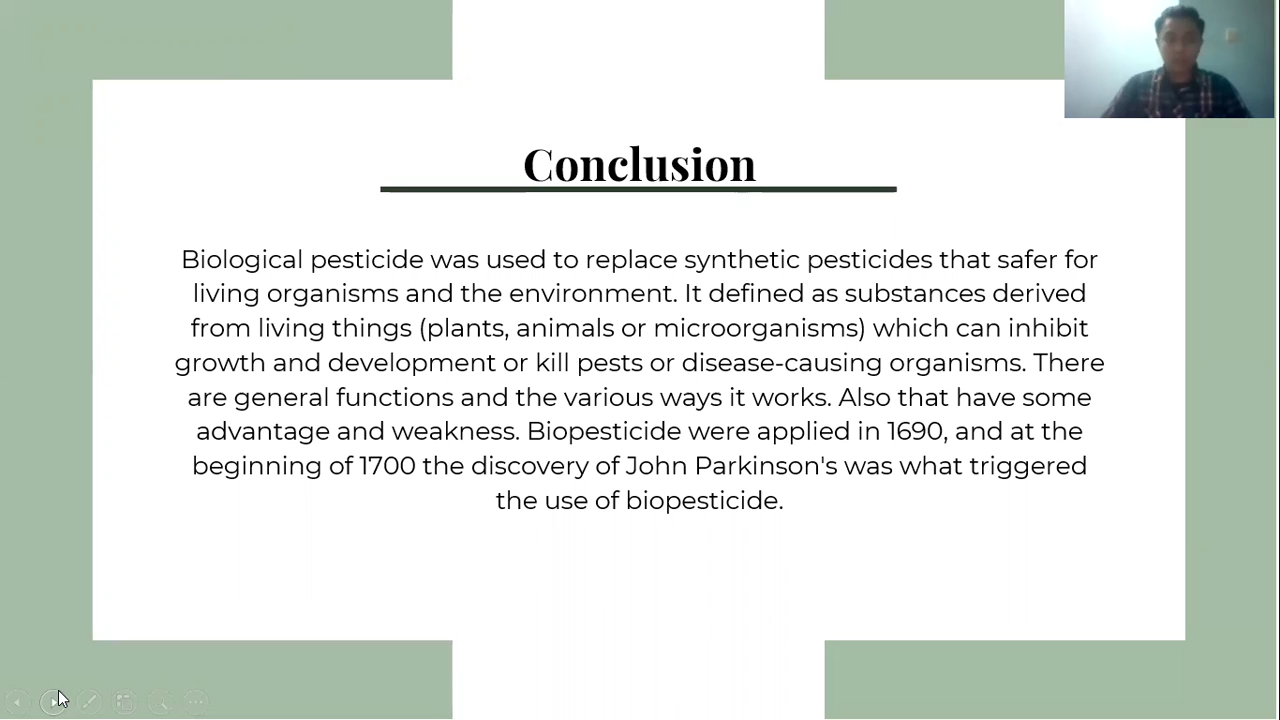 Conclusion
Biological pesticide was used to replace synthetic pesticides that safer for
living organisms and the environment. It defined as substances derived
from living things (plants, animals or microorganisms) which can inhibit
growth and development or kill pests or disease-causing organisms. There
are general functions and the various ways it works. Also that have some
advantage and weakness. Biopesticide were applied in 1690, and at the
beginning of 1700 the discovery of John Parkinson's was what triggered
the use of biopesticide.